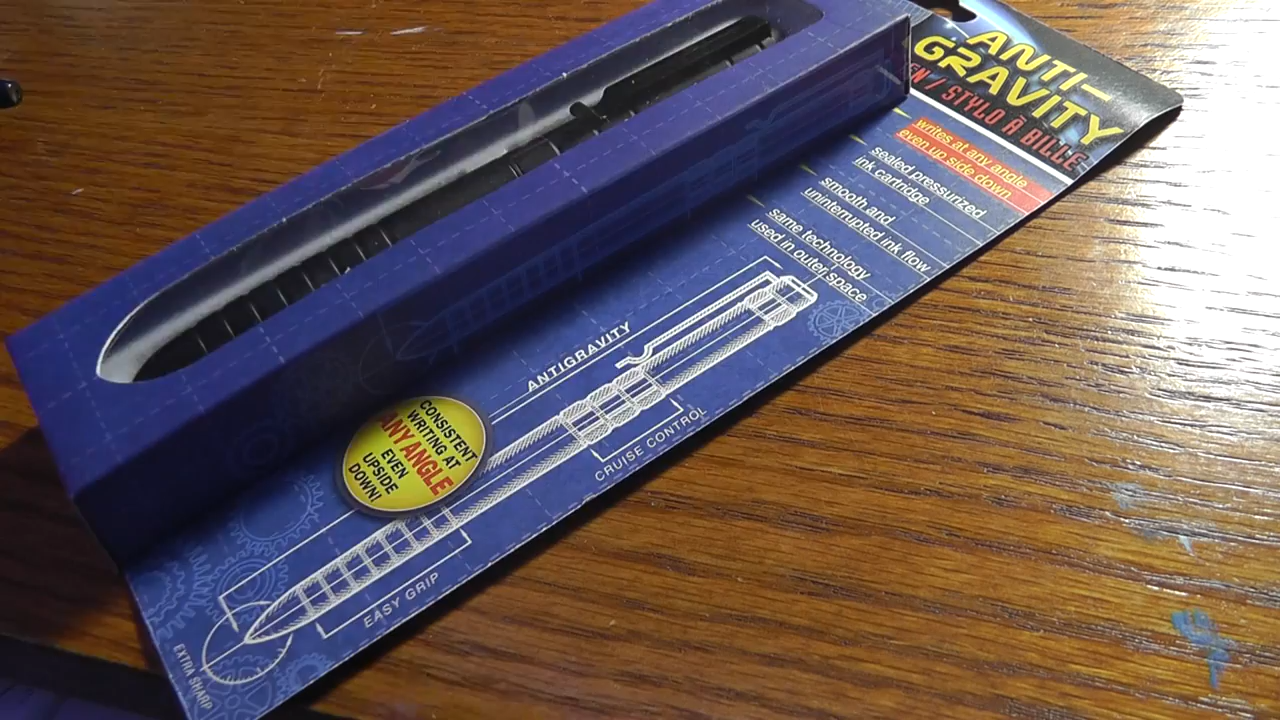 ANTI-
GRAVITY
EN / STYLO À BILLE
writes at any angle
even up side down
sealed pressurized
ink cartridge
smooth and
uninterrupted ink flow
same technology
used in outer space
ANTIGRAVITY
CRUISE CONTROL
CONSISTENT
WRITING AT
ANY ANGLE
EVEN
UPSIDE
DOWN!
EASY GRIP
EXTRA SHARP